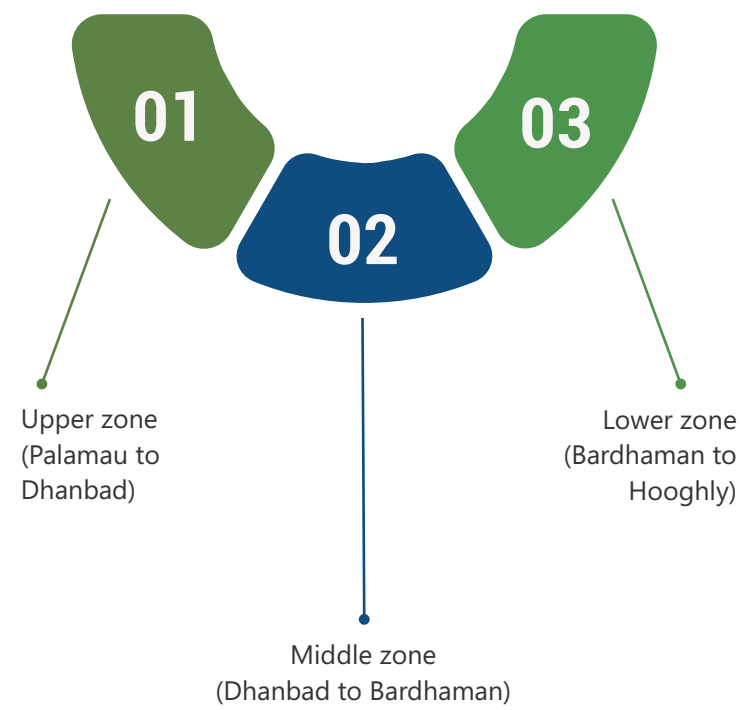 01
02
03
Upper zone
(Palamau to
Dhanbad)
Middle zone
(Dhanbad to Bardhaman)
Lower zone
(Bardhaman to
Hooghly)